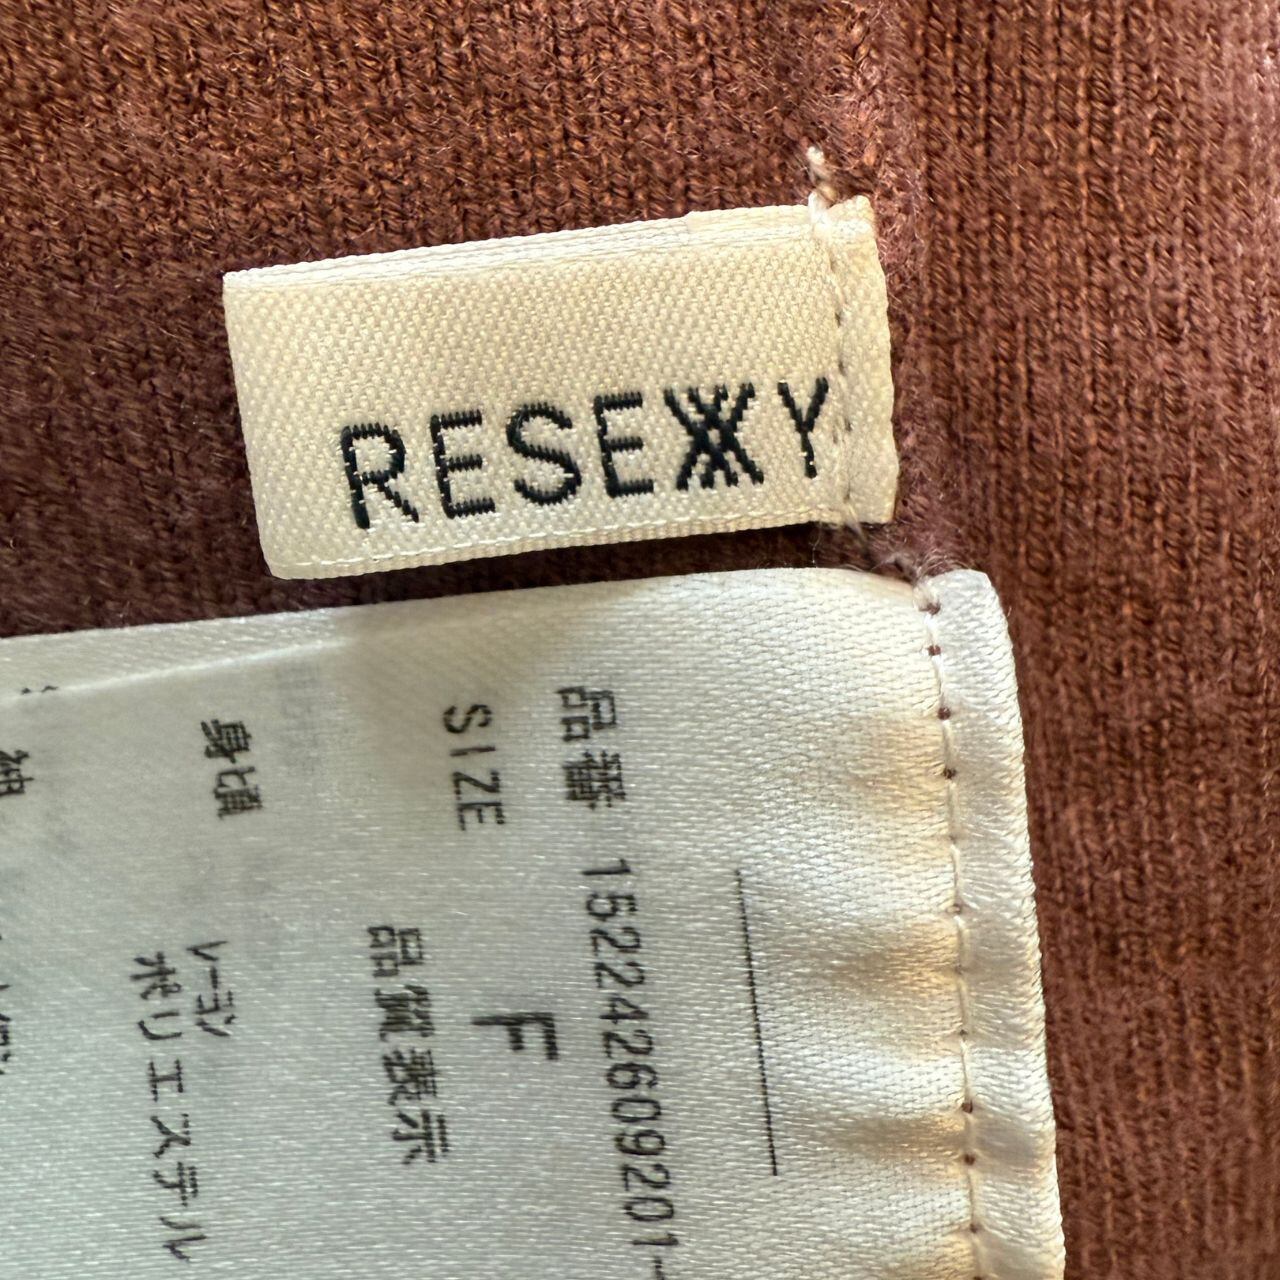 RESEXXY
品番 152242609201-
SIZE F
品質表示
身頃 レーヨン
ポリエステル
袖